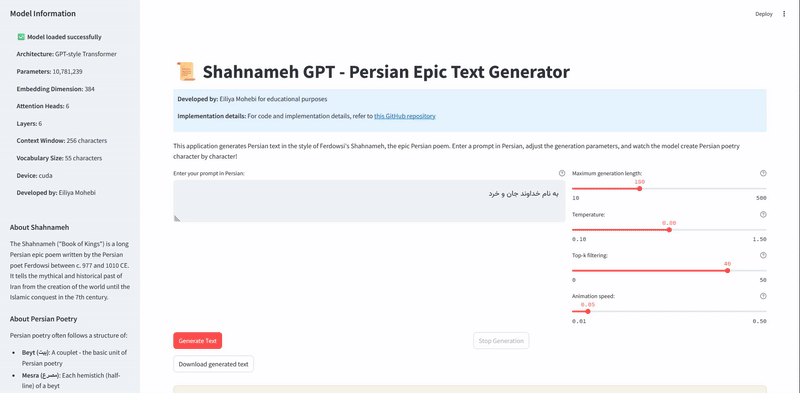 Model Information
✅ Model loaded successfully
Architecture: GPT-style Transformer
Parameters: 10,781,239
Embedding Dimension: 384
Attention Heads: 6
Layers: 6
Context Window: 256 characters
Vocabulary Size: 55 characters
Device: cuda
Developed by: Eiliya Mohebi
About Shahnameh
The Shahnameh ("Book of Kings") is a long
Persian epic poem written by the Persian
poet Ferdowsi between c. 977 and 1010 CE.
It tells the mythical and historical past of
Iran from the creation of the world until the
Islamic conquest in the 7th century.
About Persian Poetry
Persian poetry often follows a structure of:
• Beyt (بیت): A couplet - the basic unit of
Persian poetry
• Mesra (مصرع): Each hemistich (half-
line) of a beyt
Deploy
📜 Shahnameh GPT - Persian Epic Text Generator
Developed by: Eiliya Mohebi for educational purposes
Implementation details: For code and implementation details, refer to this GitHub repository
This application generates Persian text in the style of Ferdowsi's Shahnameh, the epic Persian poem. Enter a prompt in Persian, adjust the generation parameters, and watch the model create Persian poetry
character by character!
Enter your prompt in Persian:
به نام خداوند جان و خرد
Generate Text
Stop Generation
Download generated text
Maximum generation length:
10 500
Temperature:
0.80
0.10 1.50
Top-k filtering:
40
0 50
Animation speed:
0.05
0.01 0.50